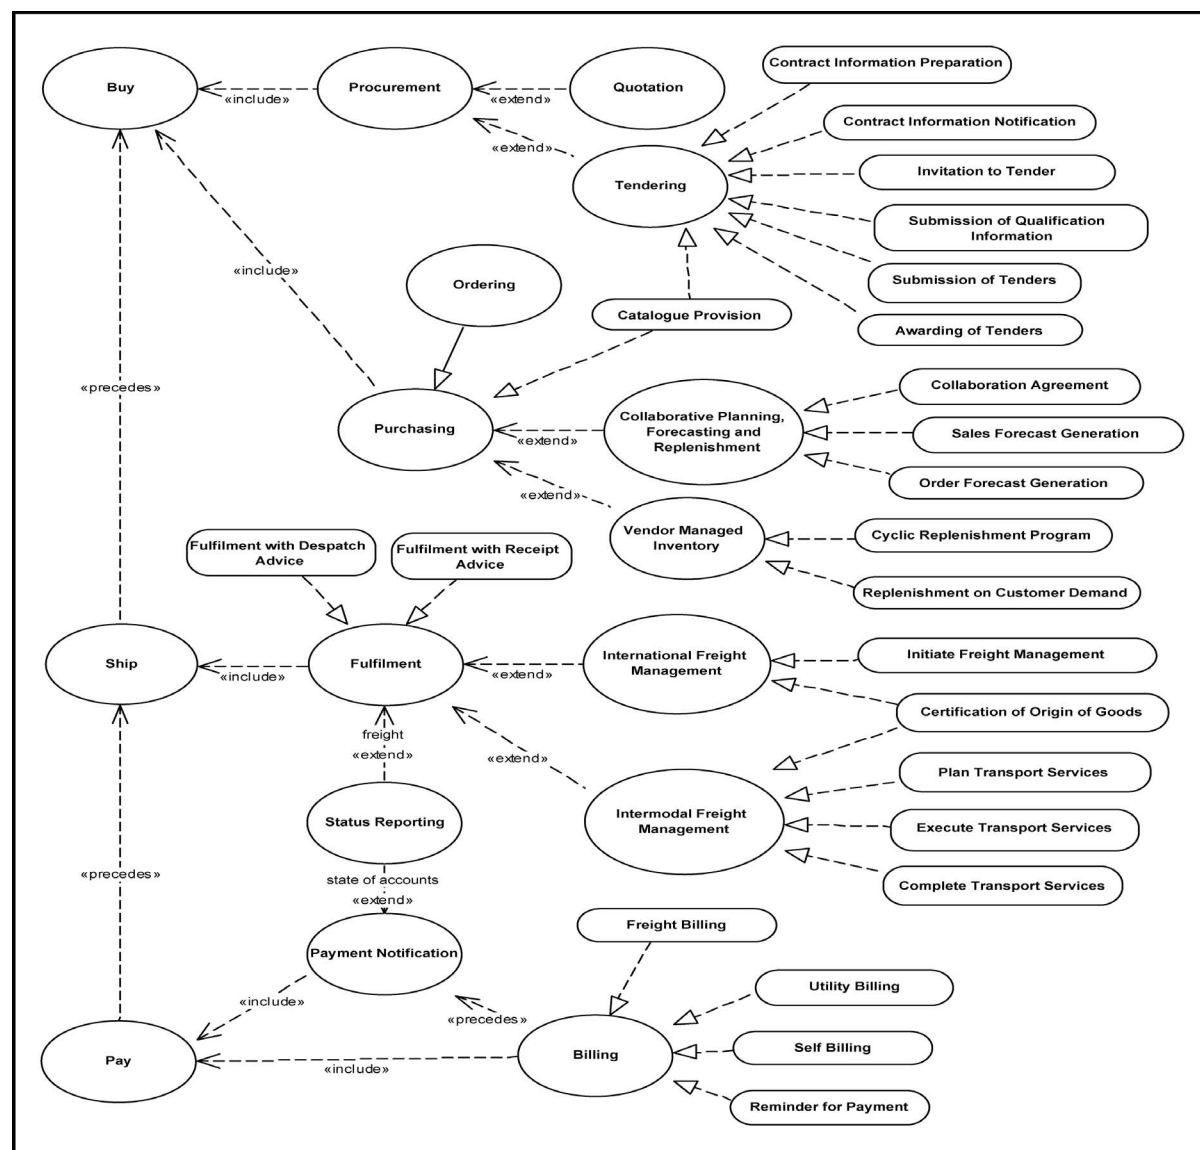 Buy
«include»
Procurement
«extend»
Quotation
Contract Information Preparation
Contract Information Notification
«extend»
Tendering
Invitation to Tender
Submission of Qualification
Information
Submission of Tenders
Awarding of Tenders
«include»
Ordering
Catalogue Provision
«precedes»
Purchasing
«extend»
Collaborative Planning,
Forecasting and
Replenishment
Collaboration Agreement
Sales Forecast Generation
Order Forecast Generation
«extend»
Vendor Managed
Inventory
Cyclic Replenishment Program
Replenishment on Customer Demand
Fulfilment with Despatch
Advice
Fulfilment with Receipt
Advice
Ship
«include»
Fulfilment
«extend»
International Freight
Management
Initiate Freight Management
Certification of Origin of Goods
freight
«extend»
«extend»
Plan Transport Services
Status Reporting
Intermodal Freight
Management
Execute Transport Services
Complete Transport Services
«precedes»
state of accounts
«extend»
Freight Billing
Payment Notification
Utility Billing
«include»
«precedes»
Pay
«include»
Billing
Self Billing
Reminder for Payment